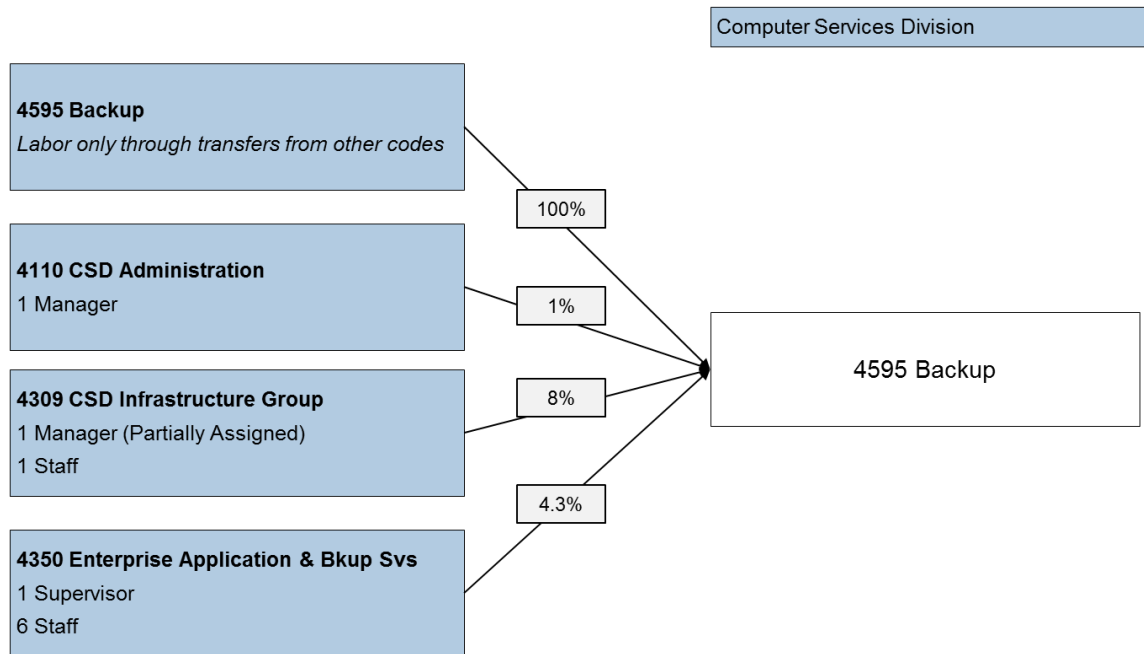 Computer Services Division
4595 Backup
Labor only through transfers from other codes
100%
4110 CSD Administration
1 Manager
1%
4309 CSD Infrastructure Group
1 Manager (Partially Assigned)
1 Staff
8%
4595 Backup
4.3%
4350 Enterprise Application & Bkup Svs
1 Supervisor
6 Staff